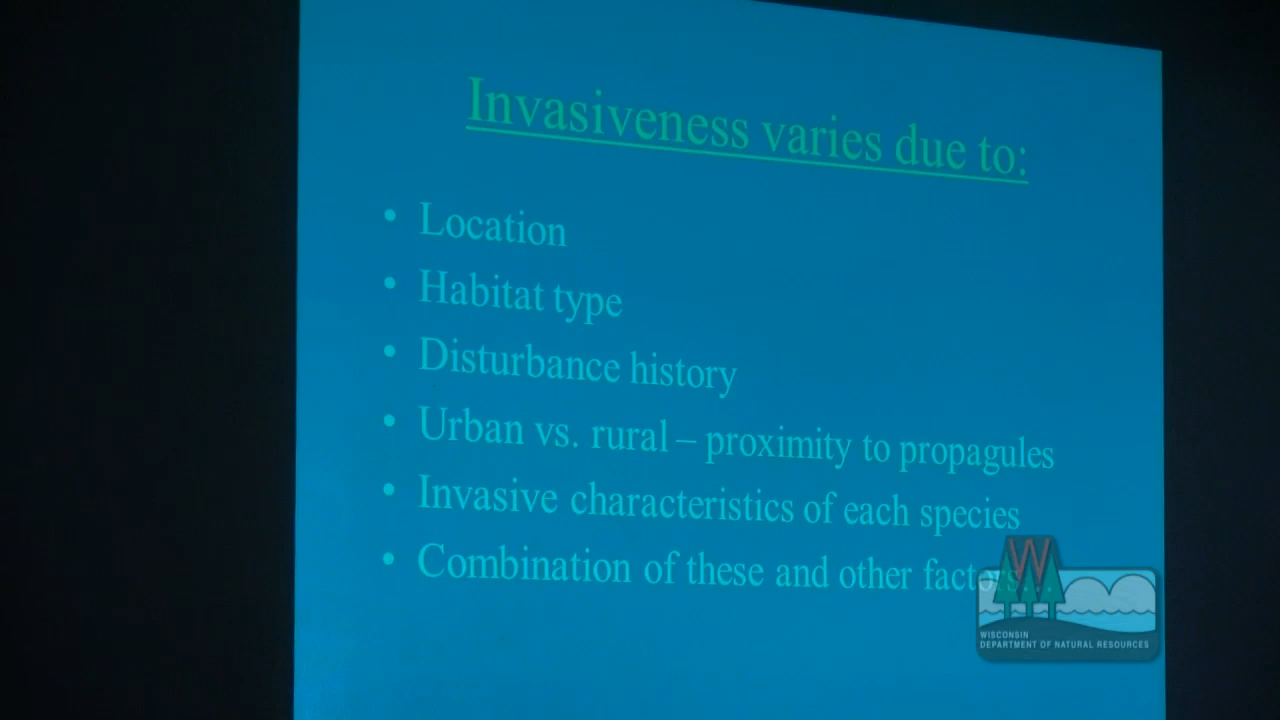 Invasiveness varies due to:
• Location
• Habitat type
• Disturbance history
• Urban vs. rural – proximity to propagules
• Invasive characteristics of each species
• Combination of these and other factors
W
WISCONSIN
DEPARTMENT OF NATURAL RESOURCES